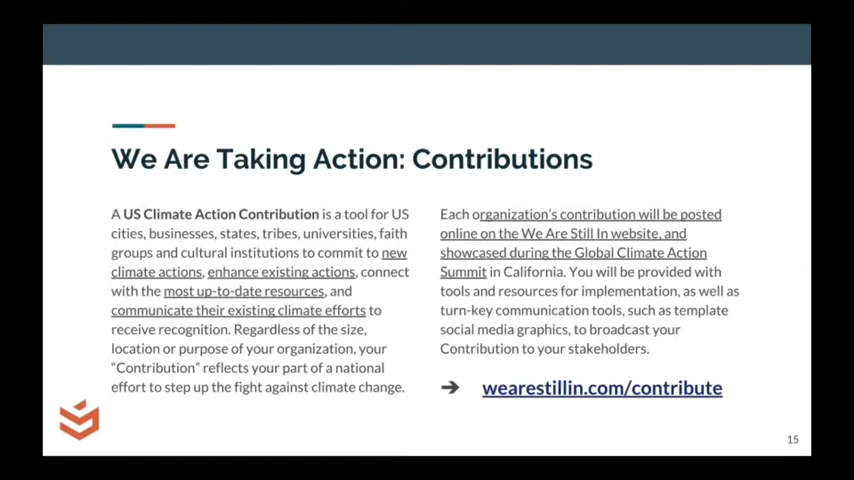 We Are Taking Action: Contributions
A US Climate Action Contribution is a tool for US
cities, businesses, states, tribes, universities, faith
groups and cultural institutions to commit to new
climate actions, enhance existing actions, connect
with the most up-to-date resources, and
communicate their existing climate efforts to
receive recognition. Regardless of the size,
location or purpose of your organization, your
“Contribution” reflects your part of a national
effort to step up the fight against climate change.
Each organization’s contribution will be posted
online on the We Are Still In website, and
showcased during the Global Climate Action
Summit in California. You will be provided with
tools and resources for implementation, as well as
turn-key communication tools, such as template
social media graphics, to broadcast your
Contribution to your stakeholders.
➔ wearestillin.com/contribute
15